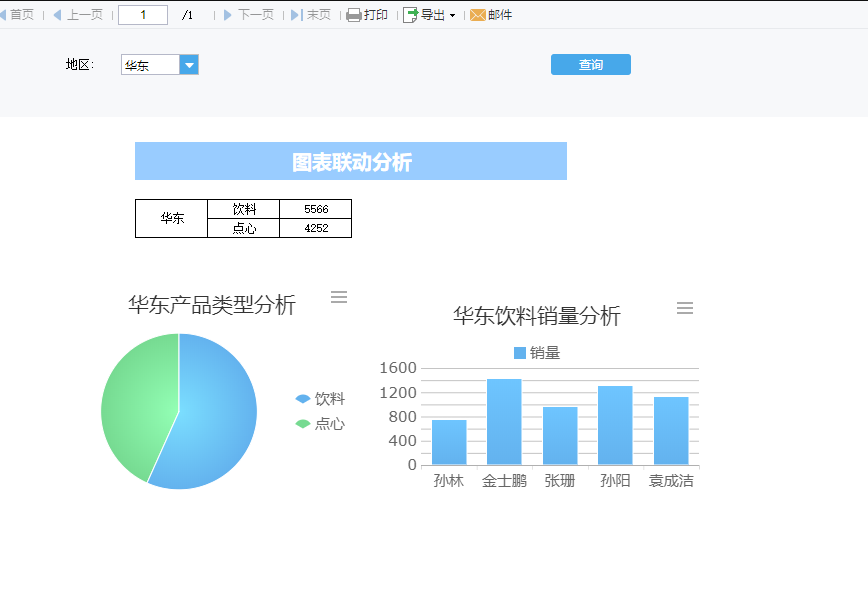 首页 上一页 1 /1 下一页 末页 打印 导出 邮件
地区: 华东 查询
图表联动分析
华东 饮料 5566
点心 4252
华东产品类型分析
饮料
点心
华东饮料销量分析
销量
1600
1200
800
400
0
孙林 金士鹏 张珊 孙阳 袁成洁